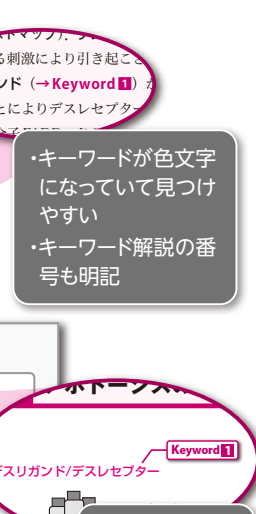 る刺激により引き起こ
ンド（→Keyword 1）か
とによりデスレセプター
・キーワードが色文字
になっていて見つけ
やすい
・キーワード解説の番
号も明記
Keyword 1
デスリガンド/デスレセプター